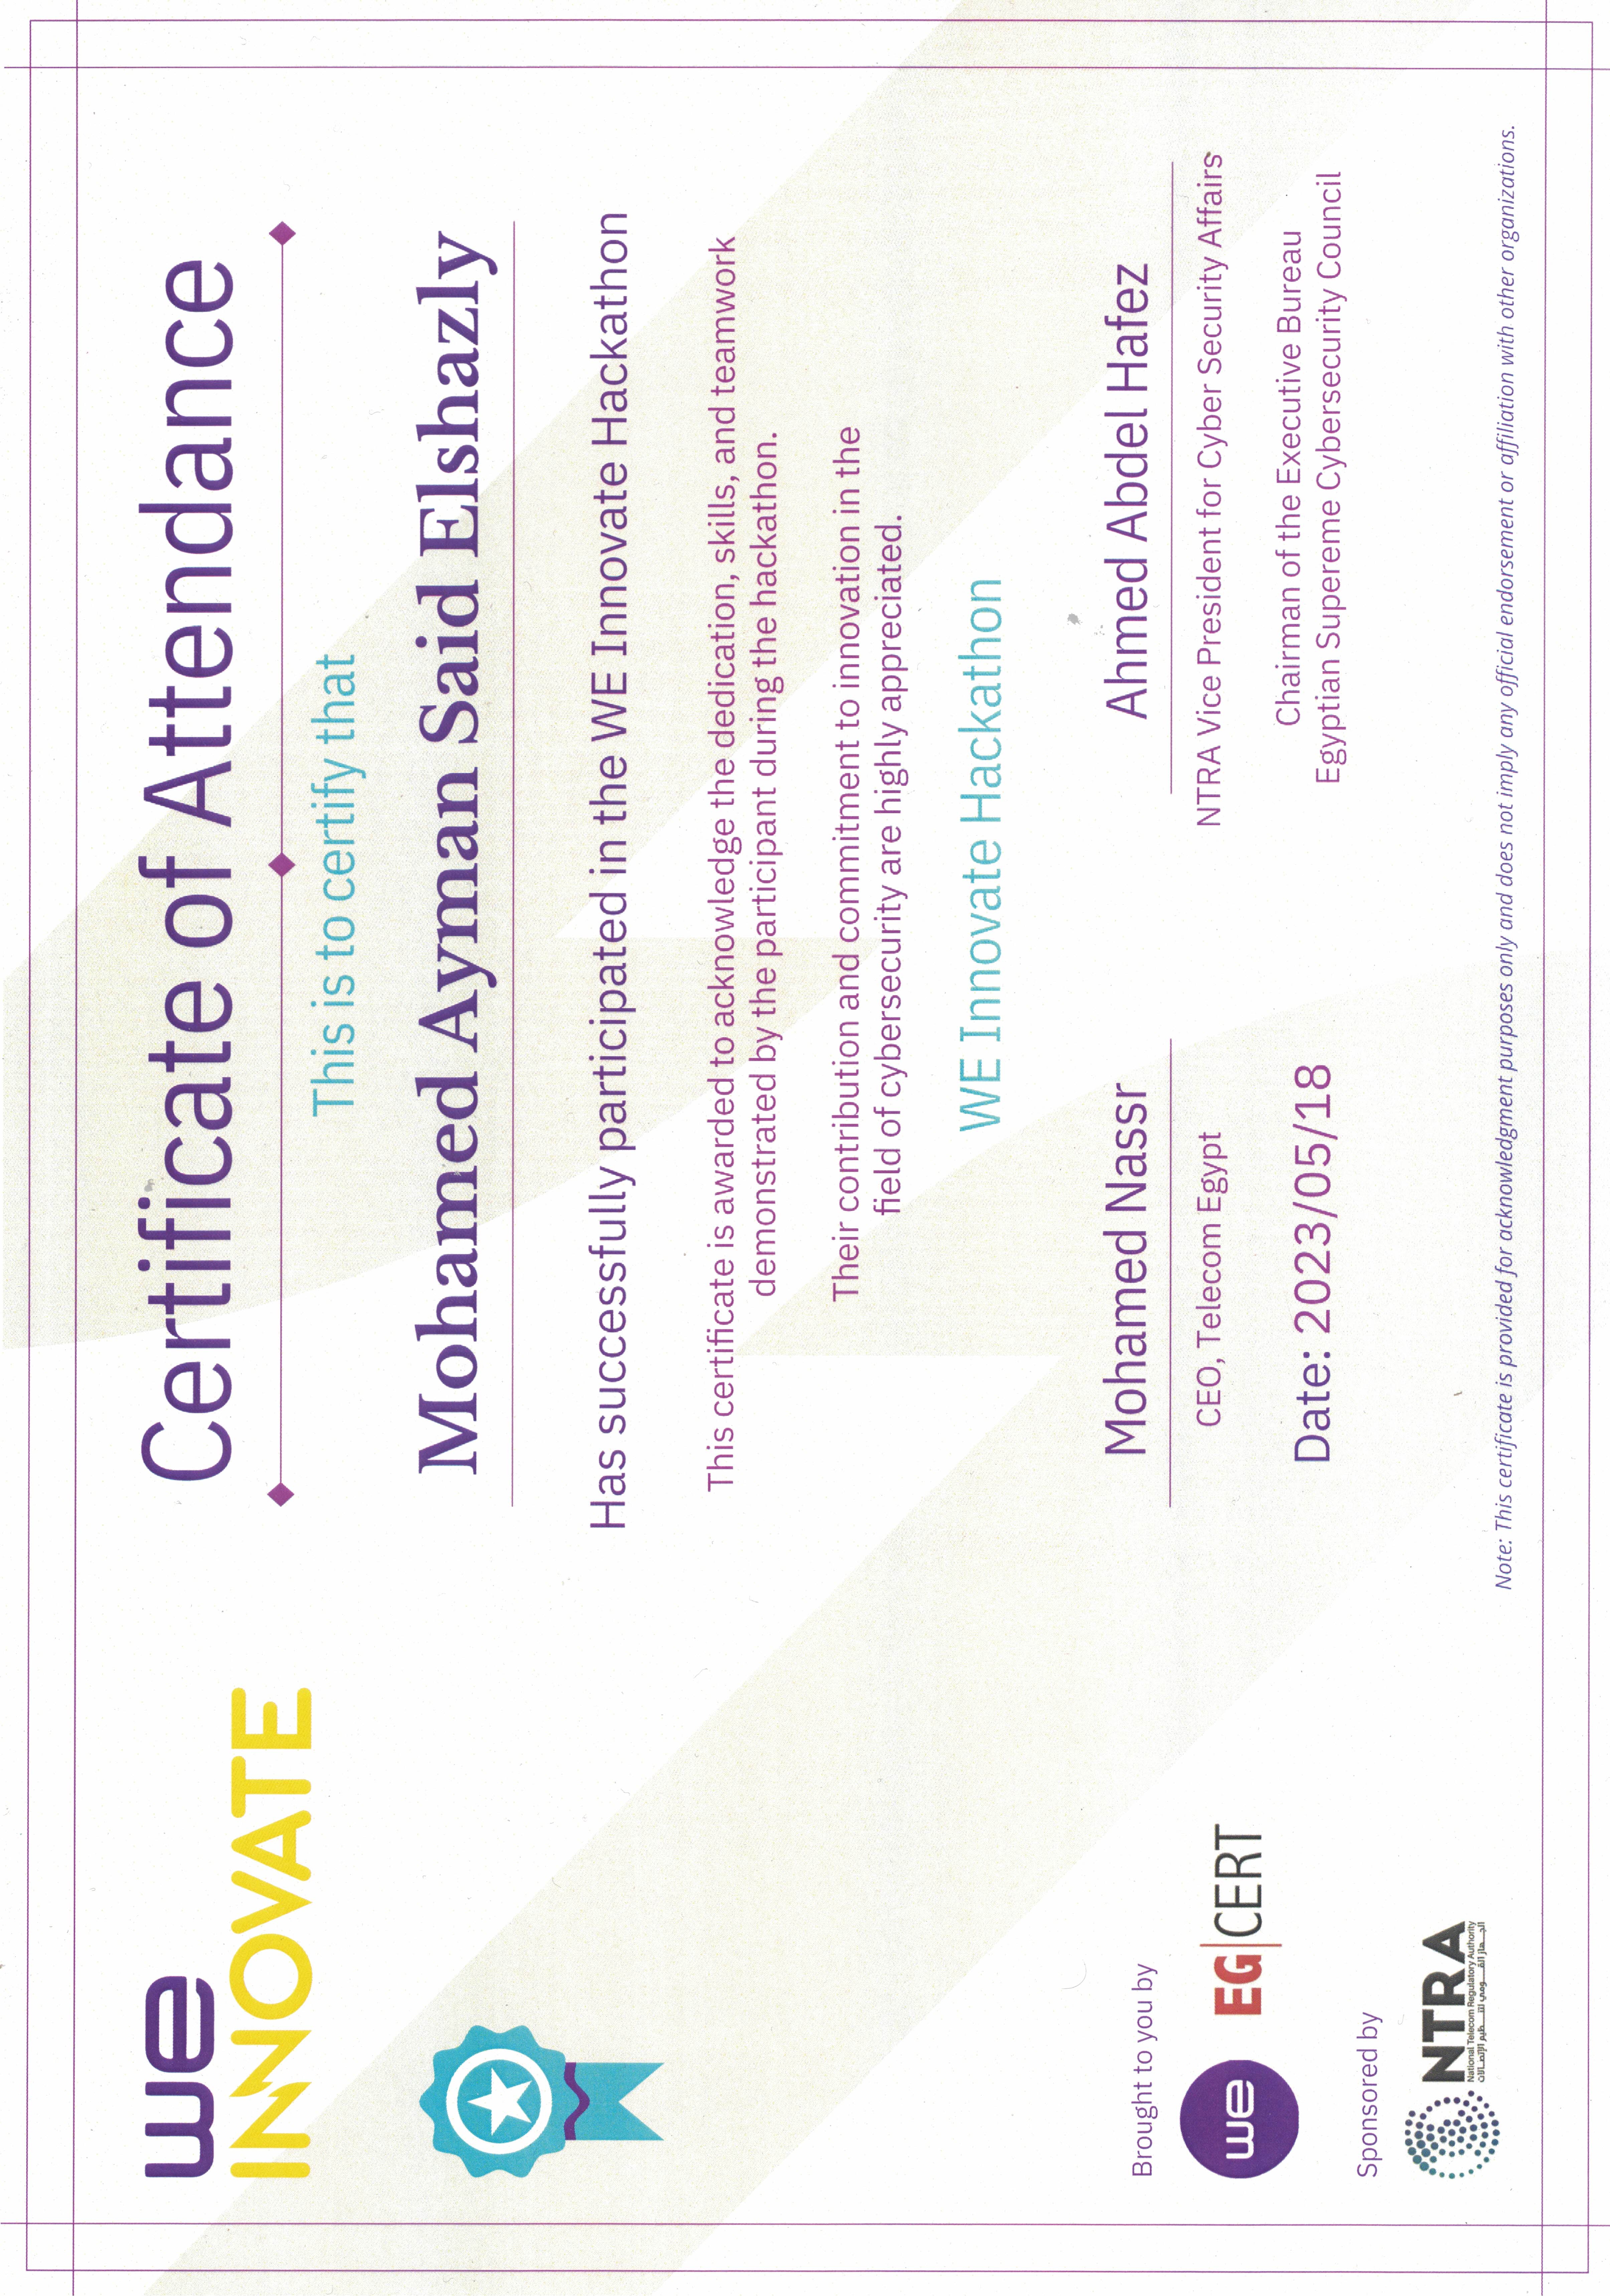 we
INNOVATE
Certificate of Attendance
This is to certify that
Mohamed Ayman Said Elshazly
Has successfully participated in the WE Innovate Hackathon
This certificate is awarded to acknowledge the dedication, skills, and teamwork
demonstrated by the participant during the hackathon.
Their contribution and commitment to innovation in the
field of cybersecurity are highly appreciated.
WE Innovate Hackathon
Brought to you by
we
EG|CERT
Sponsored by
NTRA
National Telecom Regulatory Authority
الجهاز القومي لتنظيم الإتصالات
Mohamed Nassr
CEO, Telecom Egypt
Date: 2023/05/18
Ahmed Abdel Hafez
NTRA Vice President for Cyber Security Affairs
Chairman of the Executive Bureau
Egyptian Supereme Cybersecurity Council
Note: This certificate is provided for acknowledgment purposes only and does not imply any official endorsement or affiliation with other organizations.